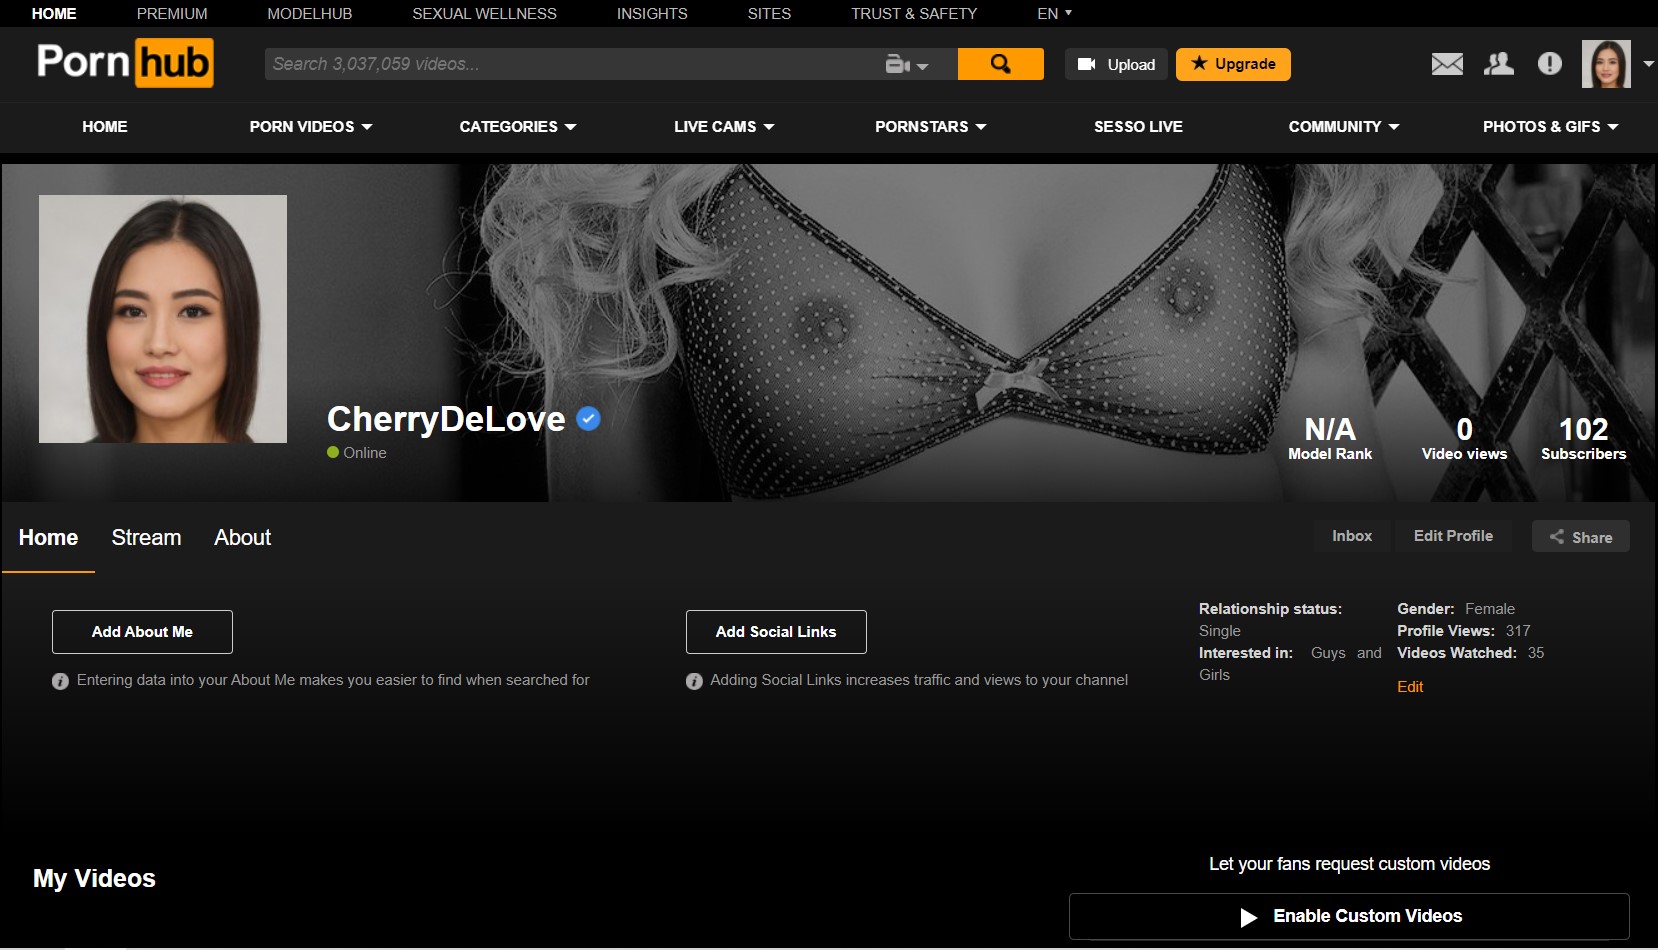 HOME PREMIUM MODELHUB SEXUAL WELLNESS INSIGHTS SITES TRUST & SAFETY EN
Pornhub Search 3,037,059 videos... Upload Upgrade
HOME PORN VIDEOS CATEGORIES LIVE CAMS PORNSTARS SESSO LIVE COMMUNITY PHOTOS & GIFS
CherryDeLove
Online
N/A 0 102
Model Rank Video views Subscribers
Home Stream About
Inbox Edit Profile Share
Add About Me
Entering data into your About Me makes you easier to find when searched for
Add Social Links
Adding Social Links increases traffic and views to your channel
Relationship status:
Single
Interested in: Guys and
Girls
Gender: Female
Profile Views: 317
Videos Watched: 35
Edit
My Videos
Let your fans request custom videos
Enable Custom Videos